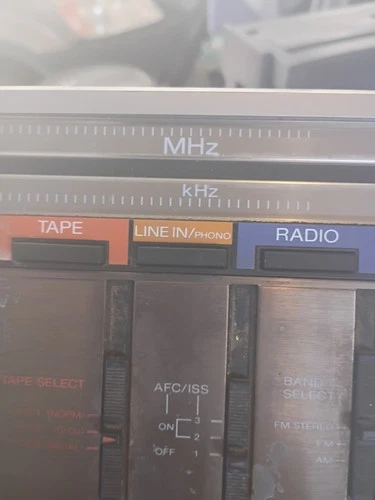 MHz
kHz
TAPE
LINE IN/PHONO
RADIO
TAPE SELECT
AFC/ISS
ON
3
2
OFF 1
BAND
SELECT
FM STEREO
FM
AM